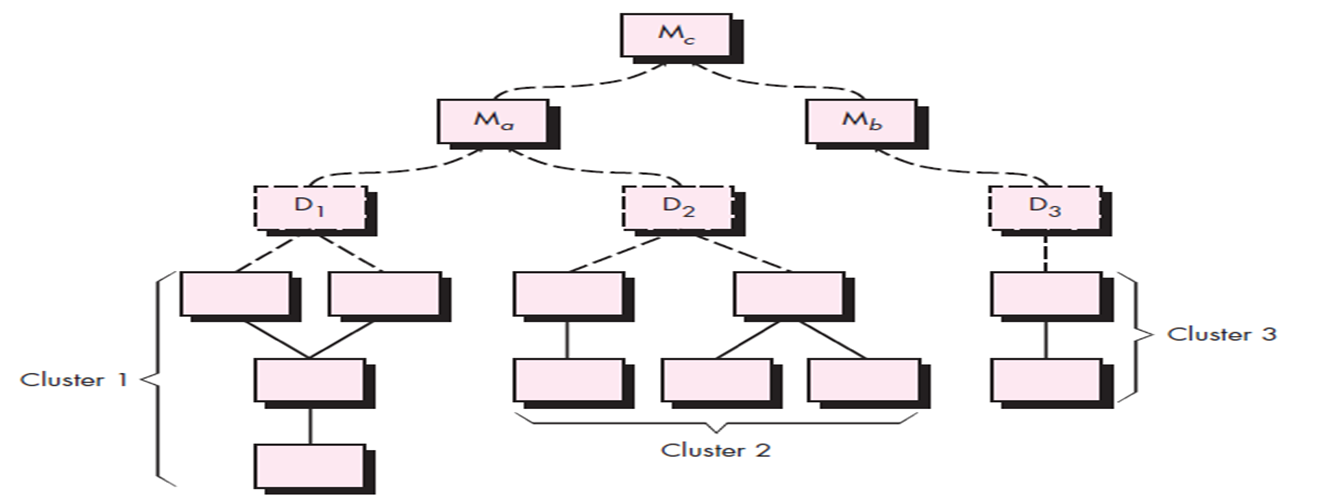 Mc
Ma
Mb
D1
D2
D3
Cluster 3
Cluster 1
Cluster 2